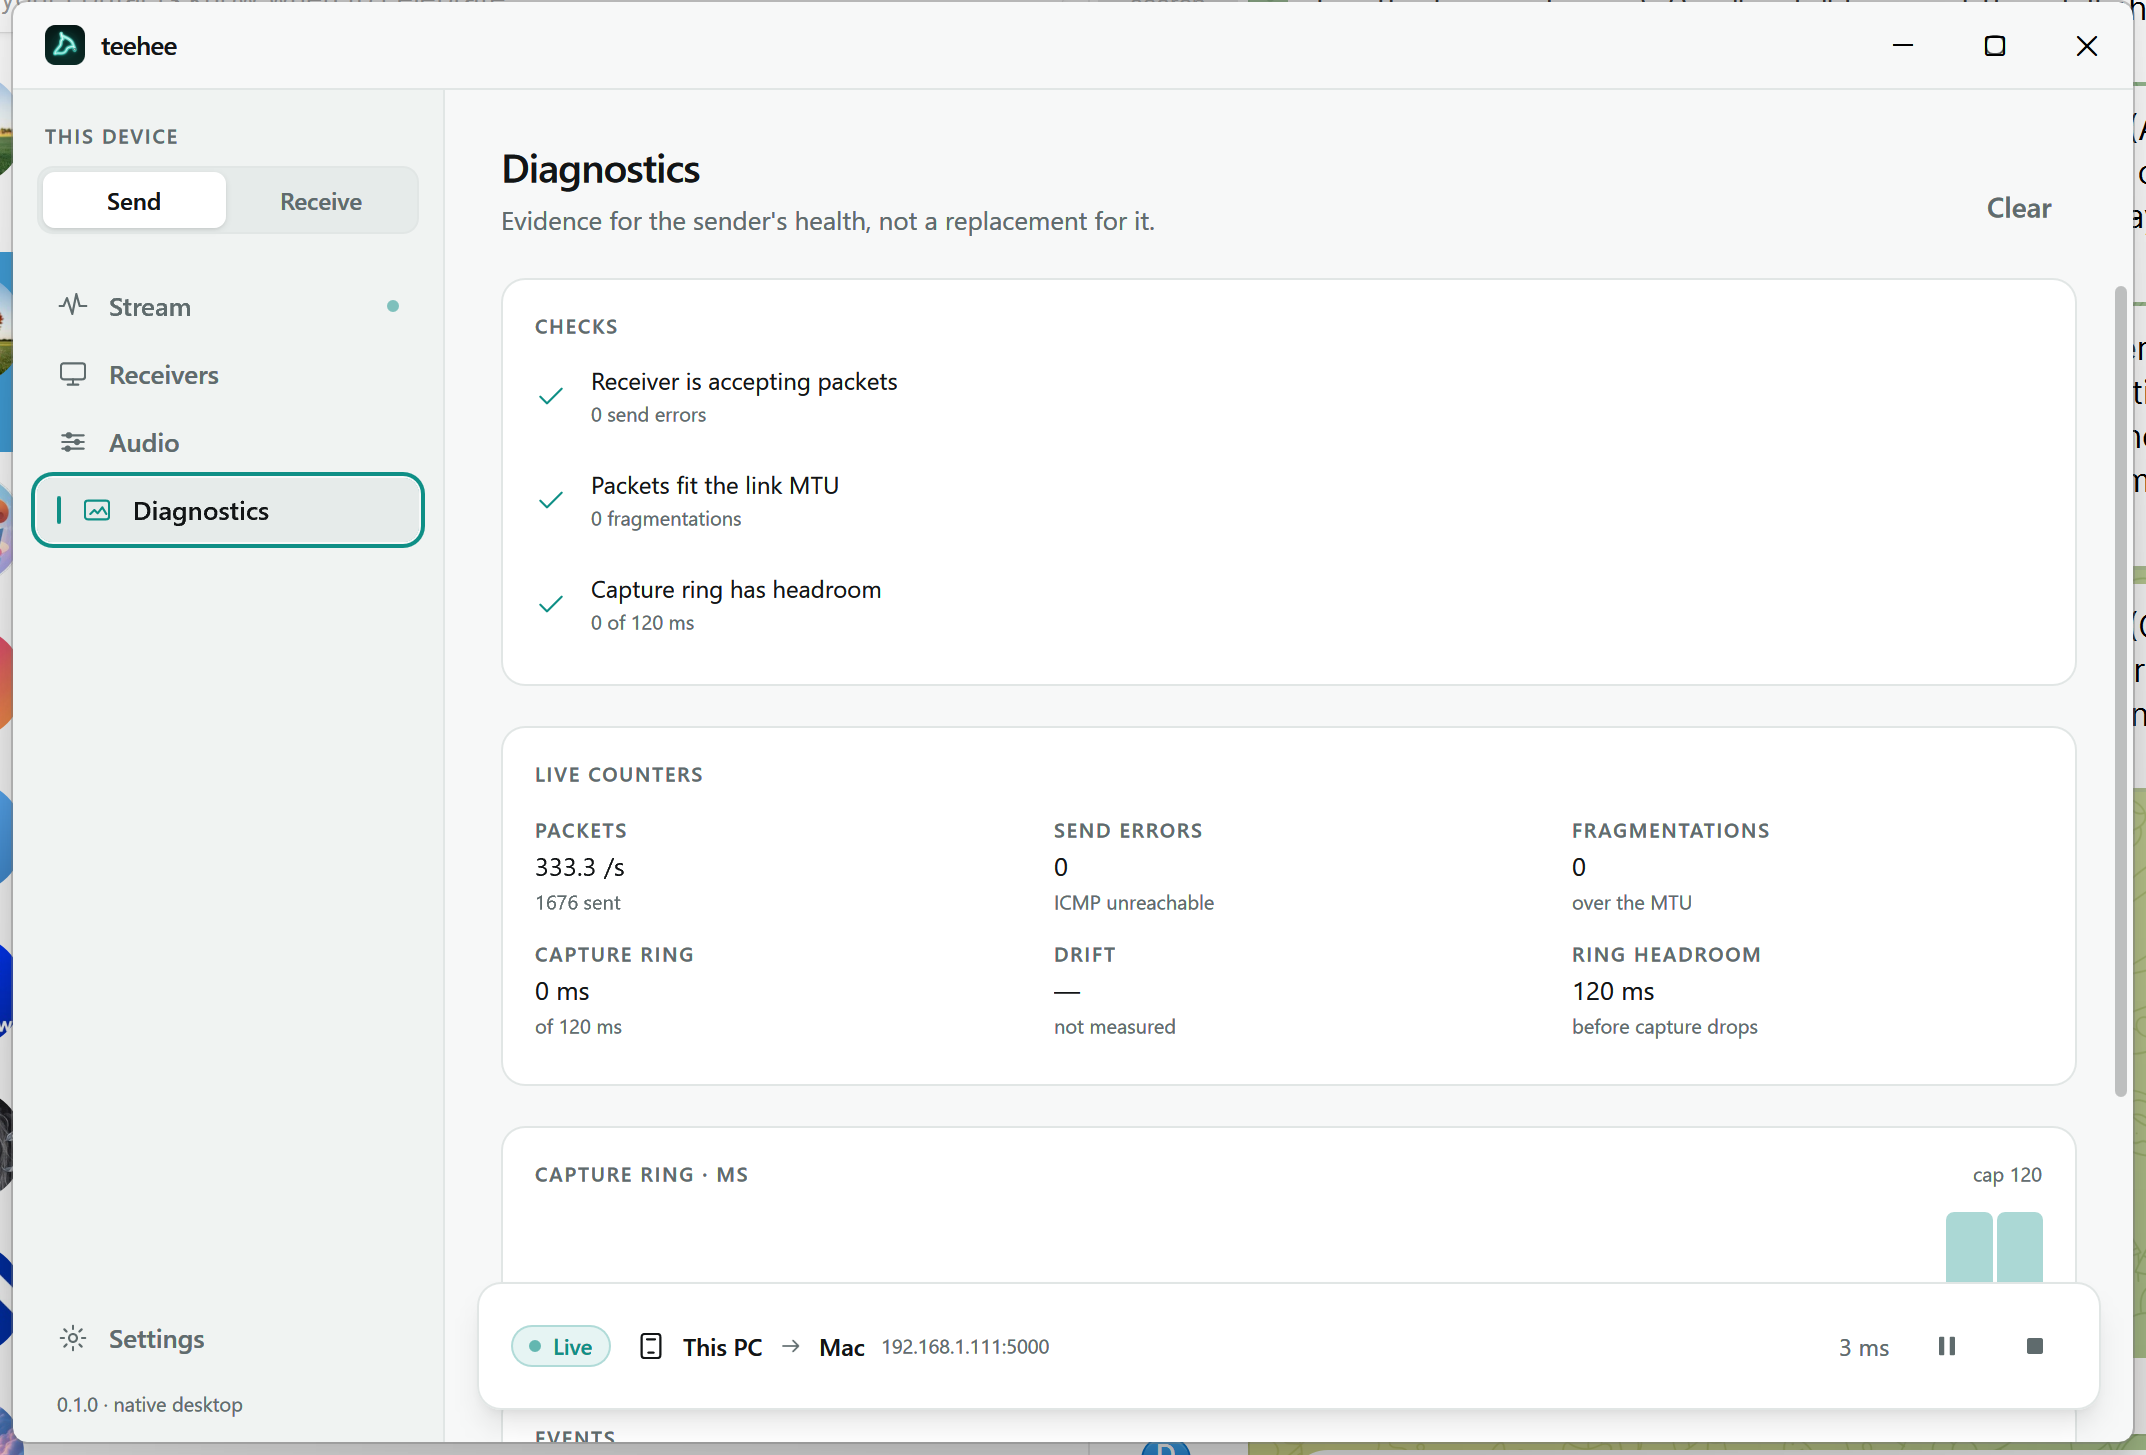 teehee
THIS DEVICE
Send
Receive
Stream
Receivers
Audio
Diagnostics
Settings
0.1.0 · native desktop
Diagnostics
Evidence for the sender's health, not a replacement for it.
Clear
CHECKS
Receiver is accepting packets
0 send errors
Packets fit the link MTU
0 fragmentations
Capture ring has headroom
0 of 120 ms
LIVE COUNTERS
PACKETS
333.3 /s
1676 sent
SEND ERRORS
0
ICMP unreachable
FRAGMENTATIONS
0
over the MTU
CAPTURE RING
0 ms
of 120 ms
DRIFT
—
not measured
RING HEADROOM
120 ms
before capture drops
CAPTURE RING · MS
cap 120
Live
This PC → Mac 192.168.1.111:5000
3 ms
EVENTS